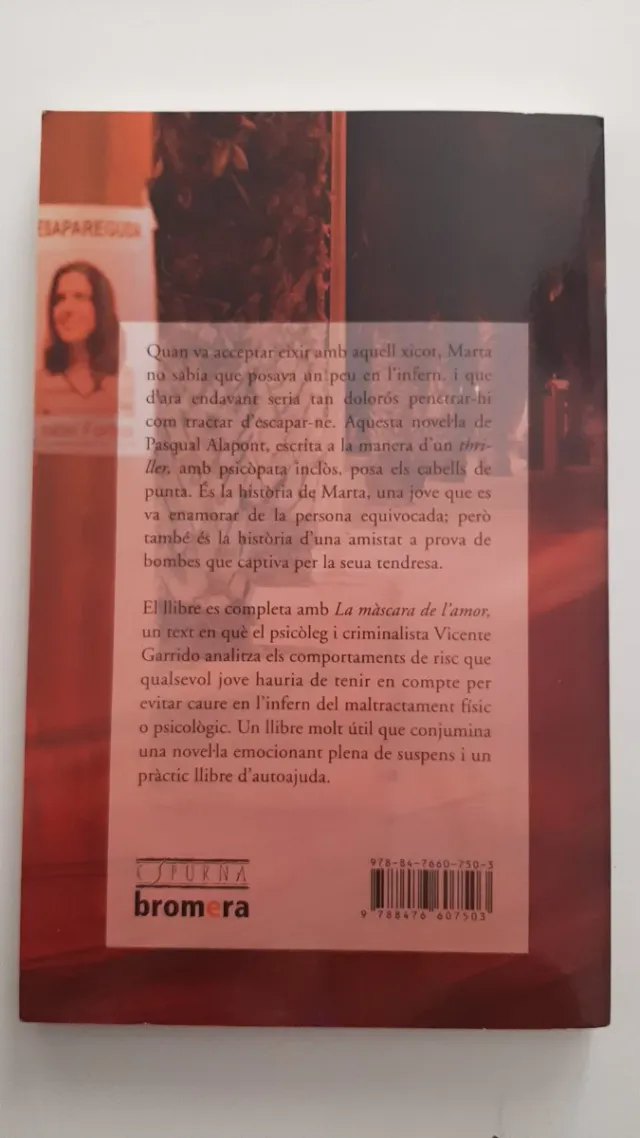 ESAPAREGUDA
Quan va acceptar eixir amb aquell xicot, Marta
no sabia que posava un peu en l'infern, i que
d'ara endavant seria tan dolorós penetrar-hi
com tractar d'escapar-ne. Aquesta novel·la de
Pasqual Alapont, escrita a la manera d'un thri-
ller, amb psicòpata inclòs, posa els cabells de
punta. És la història de Marta, una jove que es
va enamorar de la persona equivocada; però
també és la història d'una amistat a prova de
bombes que captiva per la seua tendresa.
El llibre es completa amb La màscara de l'amor,
un text en què el psicòleg i criminalista Vicente
Garrido analitza els comportaments de risc que
qualsevol jove hauria de tenir en compte per
evitar caure en l'infern del maltractament físic
o psicològic. Un llibre molt útil que conjumina
una novel·la emocionant plena de suspens i un
pràctic llibre d'autoajuda.
ESPURNA
bromera
978-84-7660-750-3
9 788476 607503